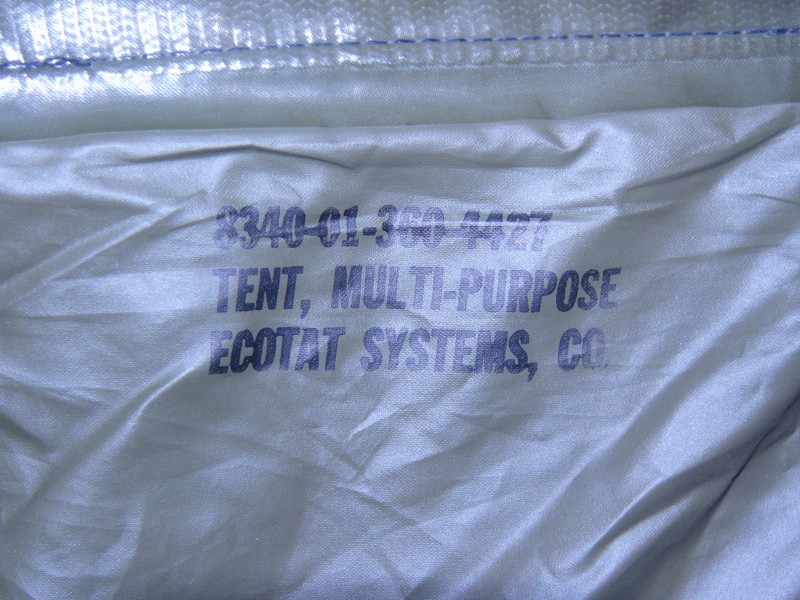 8340-01-360-4427
TENT, MULTI-PURPOSE
ECOTAT SYSTEMS, CO.